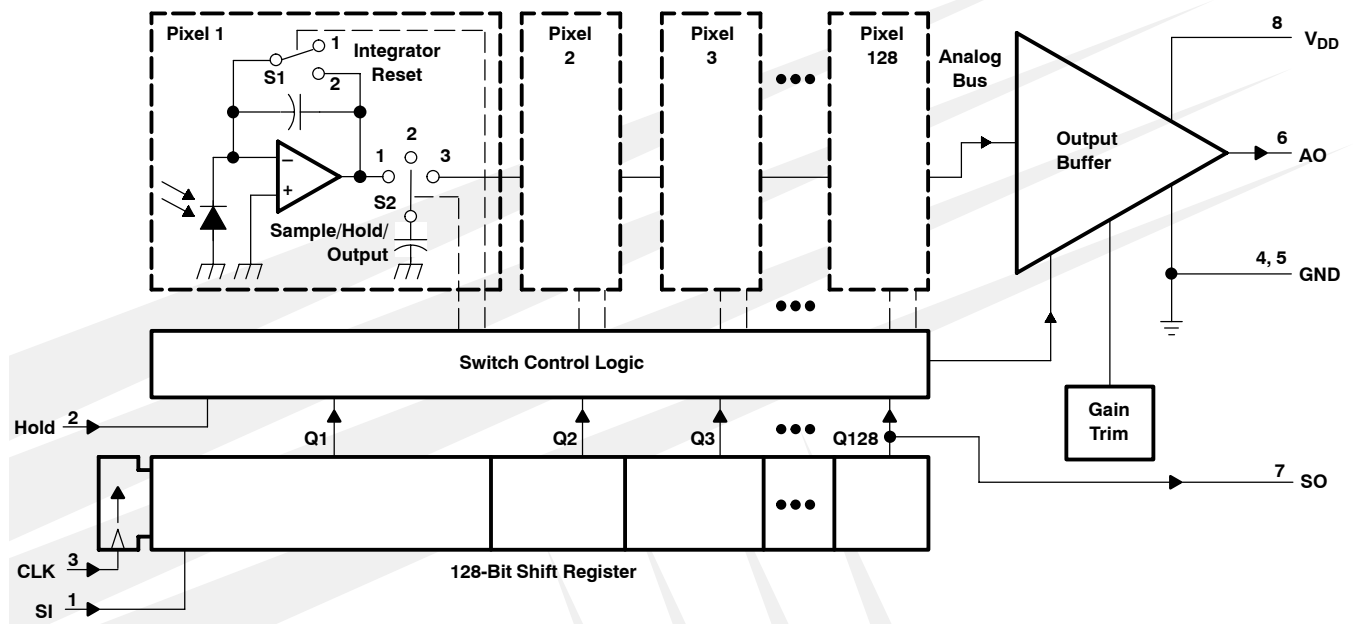 Pixel 1
1
Integrator
Reset
S1
2
−
+
1
2
3
S2
Sample/Hold/
Output
Pixel
2
Pixel
3
Pixel
128
Analog
Bus
Output
Buffer
8
VDD
6
AO
4, 5
GND
Switch Control Logic
Gain
Trim
Hold
2
Q1
Q2
Q3
Q128
7
SO
CLK
3
SI
1
128-Bit Shift Register